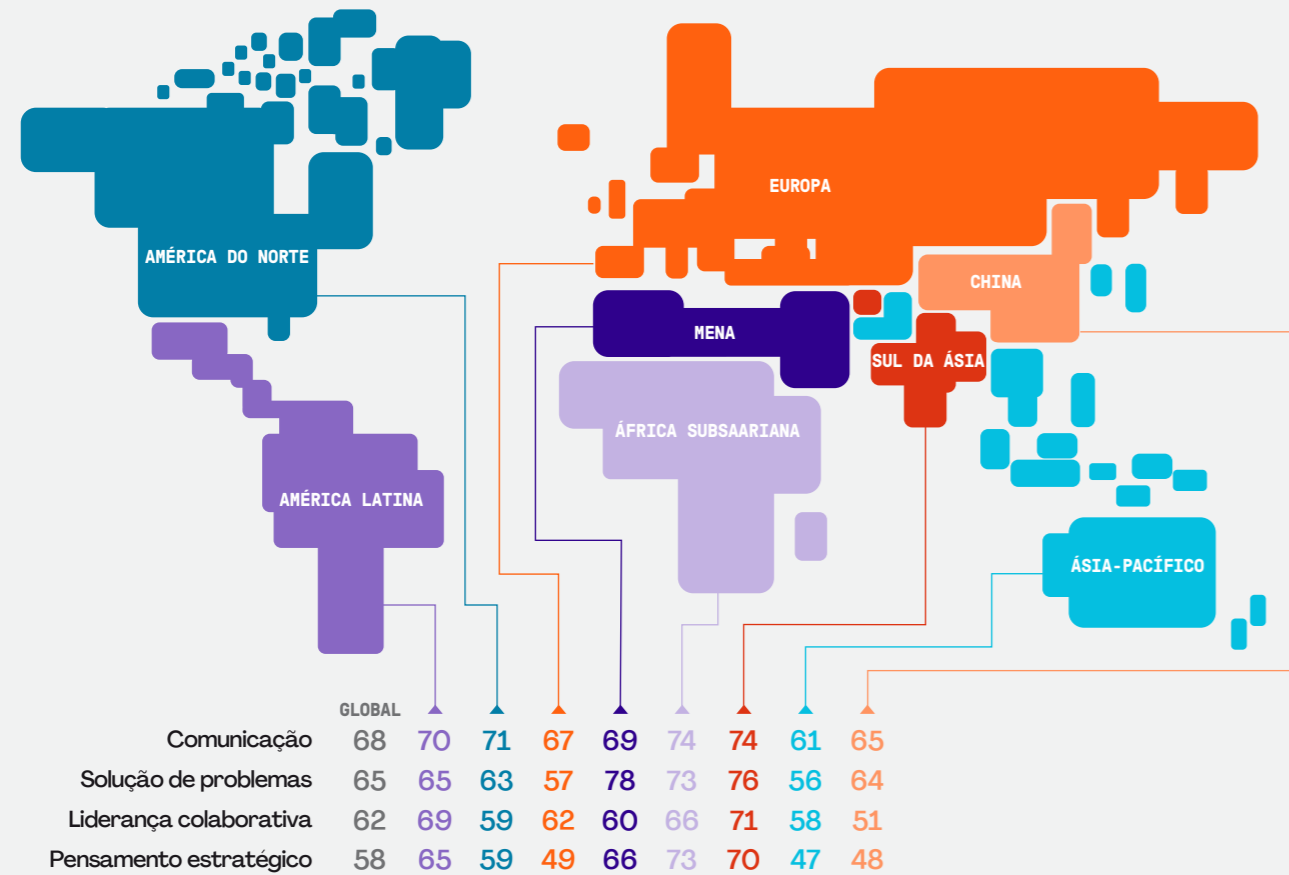 EUROPA
AMÉRICA DO NORTE
CHINA
MENA
SUL DA ÁSIA
ÁFRICA SUBSAARIANA
AMÉRICA LATINA
ÁSIA-PACÍFICO
GLOBAL
Comunicação 68 70 71 67 69 74 74 61 65
Solução de problemas 65 65 63 57 78 73 76 56 64
Liderança colaborativa 62 69 59 62 60 66 71 58 51
Pensamento estratégico 58 65 59 49 66 73 70 47 48